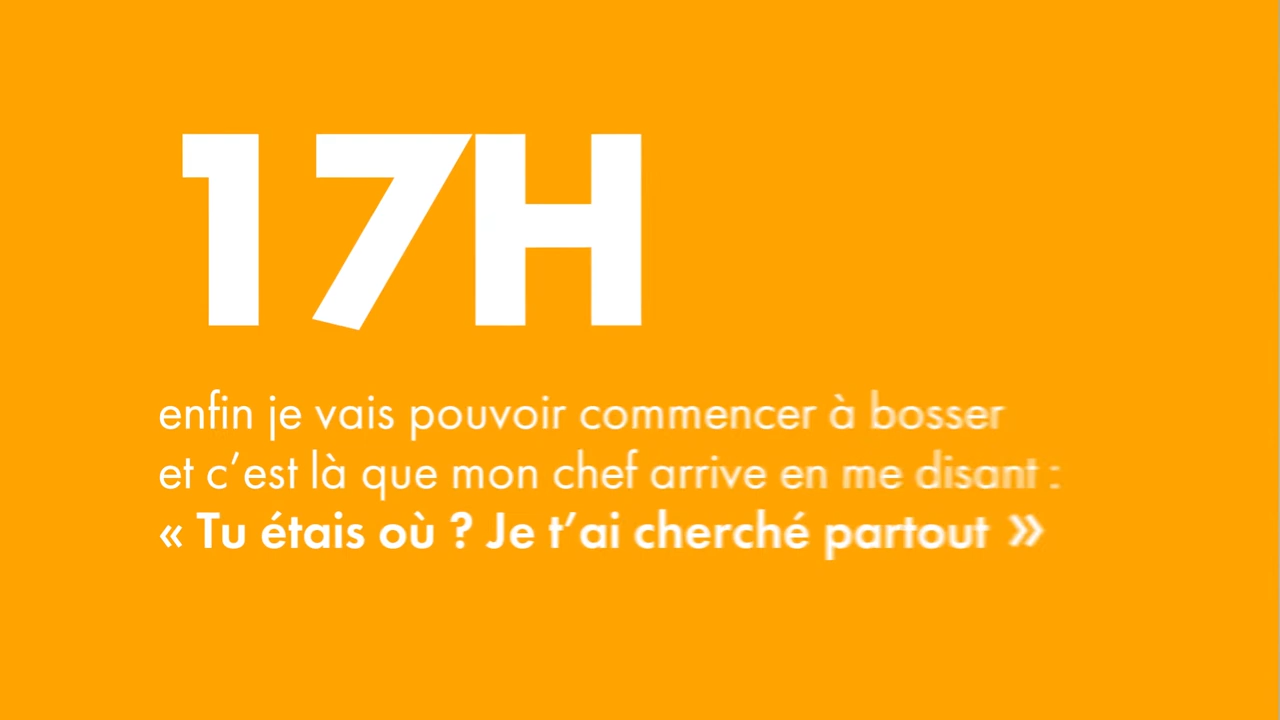 17H
enfin je vais pouvoir commencer à bosser
et c’est là que mon chef arrive en me disant :
« Tu étais où ? Je t’ai cherché partout »